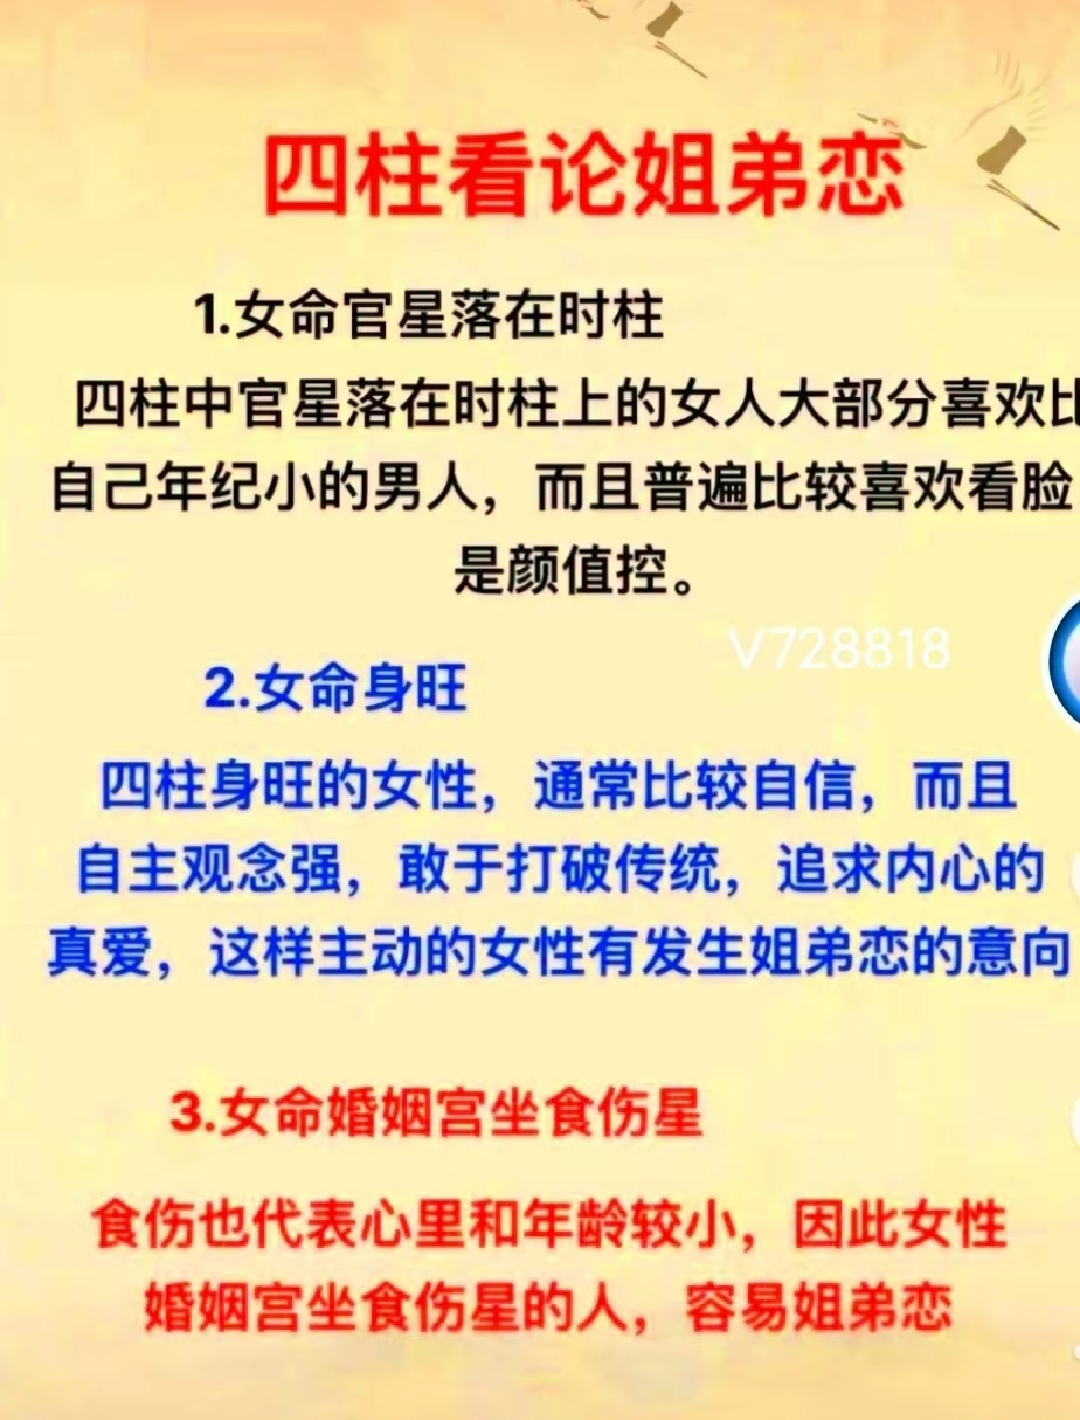 四柱看论姐弟恋
1.女命官星落在时柱
四柱中官星落在时柱上的女人大部分喜欢比
自己年纪小的男人，而且普遍比较喜欢看脸
是颜值控。
V728818
2.女命身旺
四柱身旺的女性，通常比较自信，而且
自主观念强，敢于打破传统，追求内心的
真爱，这样主动的女性有发生姐弟恋的意向
3.女命婚姻宫坐食伤星
食伤也代表心里和年龄较小，因此女性
婚姻宫坐食伤星的人，容易姐弟恋